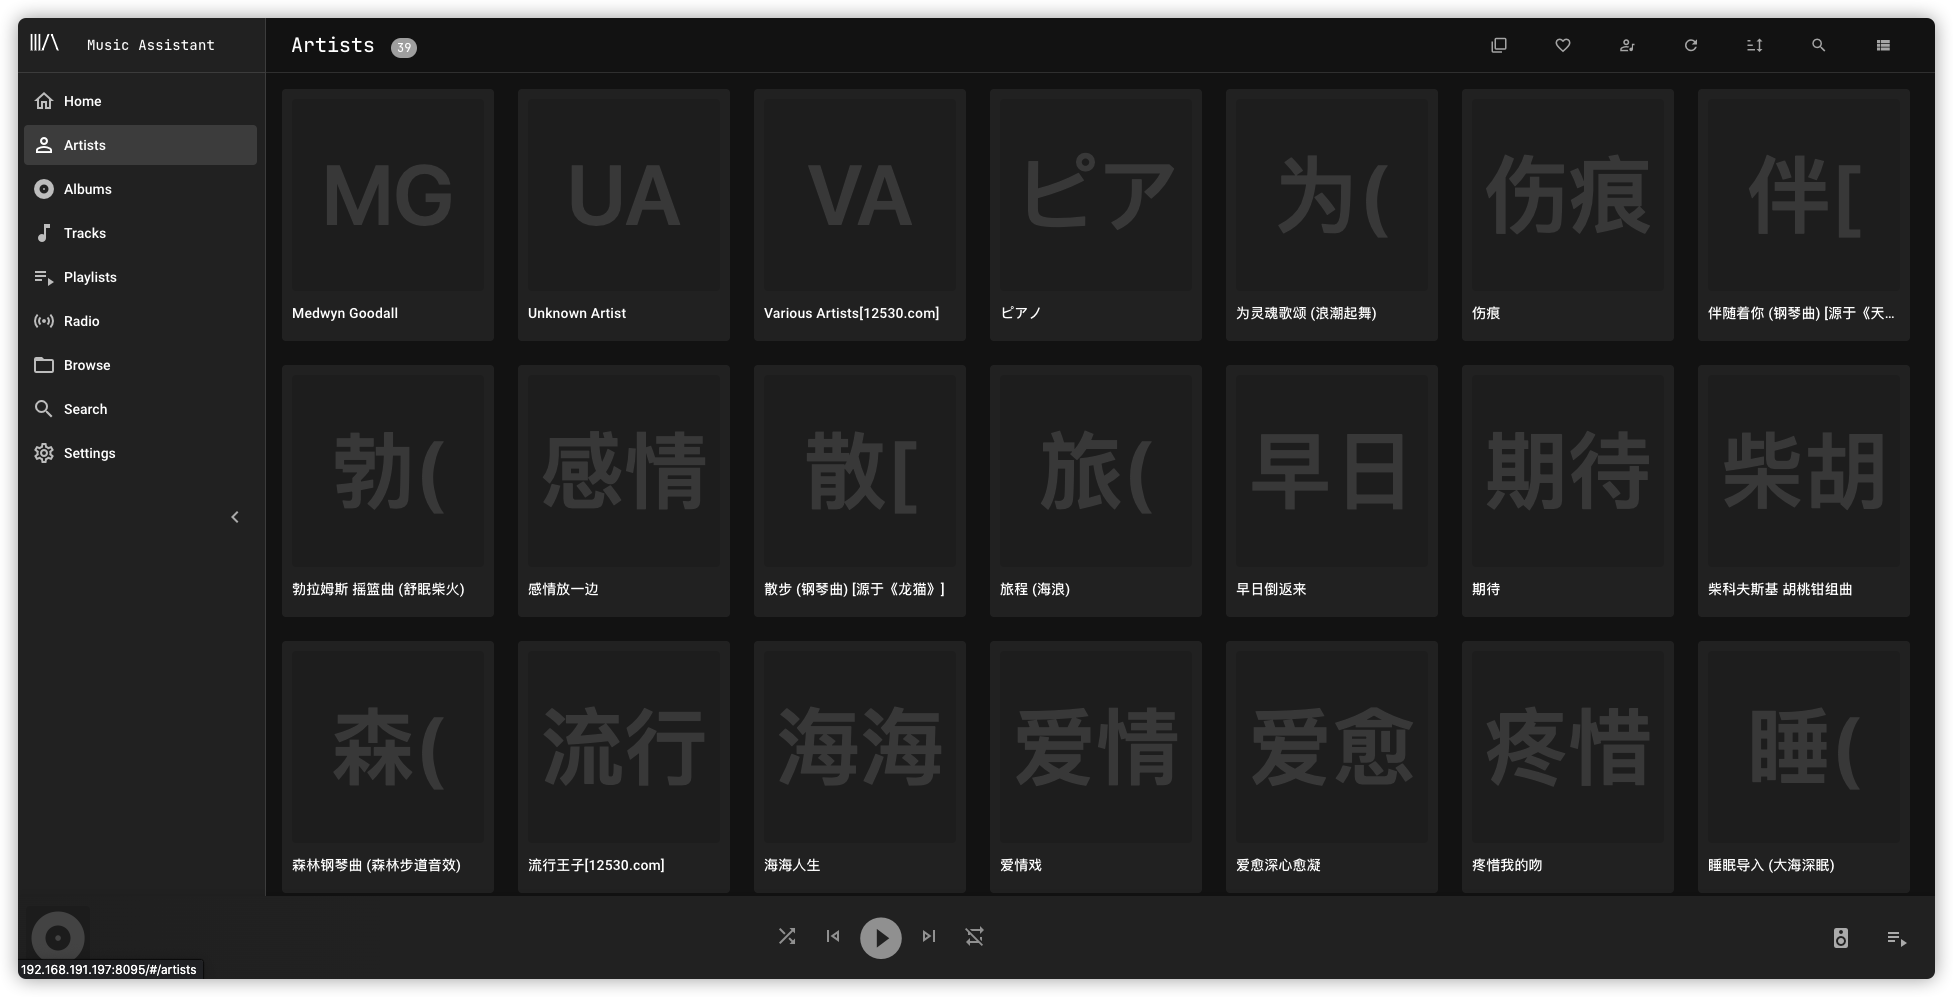 Music Assistant
Artists 39
Home
Artists
Albums
Tracks
Playlists
Radio
Browse
Search
Settings
MG
UA
VA
ピア
为(
伤痕
伴[
Medwyn Goodall
Unknown Artist
Various Artists[12530.com]
ピアノ
为灵魂歌颂 (浪潮起舞)
伤痕
伴随着你 (钢琴曲) [源于《天...
勃(
感情
散[
旅(
早日
期待
柴胡
勃拉姆斯 摇篮曲 (舒眠柴火)
感情放一边
散步 (钢琴曲) [源于《龙猫》]
旅程 (海浪)
早日倒返来
期待
柴科夫斯基 胡桃钳组曲
森(
流行
海海
爱情
爱愈
疼惜
睡(
森林钢琴曲 (森林步道音效)
流行王子[12530.com]
海海人生
爱情戏
爱愈深心愈凝
疼惜我的吻
睡眠导入 (大海深眠)
192.168.191.197:8095/#/artists